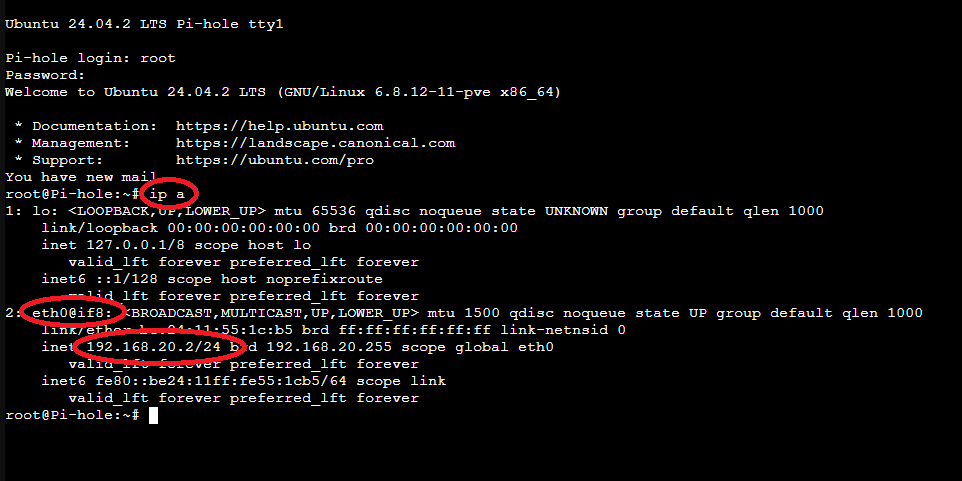 Ubuntu 24.04.2 LTS Pi-hole tty1
Pi-hole login: root
Password:
Welcome to Ubuntu 24.04.2 LTS (GNU/Linux 6.8.12-11-pve x86_64)
* Documentation:  https://help.ubuntu.com
* Management:     https://landscape.canonical.com
* Support:        https://ubuntu.com/pro
You have new mail
root@Pi-hole:~# ip a
1: lo: <LOOPBACK,UP,LOWER_UP> mtu 65536 qdisc noqueue state UNKNOWN group default qlen 1000
link/loopback 00:00:00:00:00:00 brd 00:00:00:00:00:00
inet 127.0.0.1/8 scope host lo
valid_lft forever preferred_lft forever
inet6 ::1/128 scope host noprefixroute
valid_lft forever preferred_lft forever
2: eth0@if8: <BROADCAST,MULTICAST,UP,LOWER_UP> mtu 1500 qdisc noqueue state UP group default qlen 1000
link/ether bc:24:11:55:1c:b5 brd ff:ff:ff:ff:ff:ff link-netnsid 0
inet 192.168.20.2/24 brd 192.168.20.255 scope global eth0
valid_lft forever preferred_lft forever
inet6 fe80::be24:11ff:fe55:1cb5/64 scope link
valid_lft forever preferred_lft forever
root@Pi-hole:~#